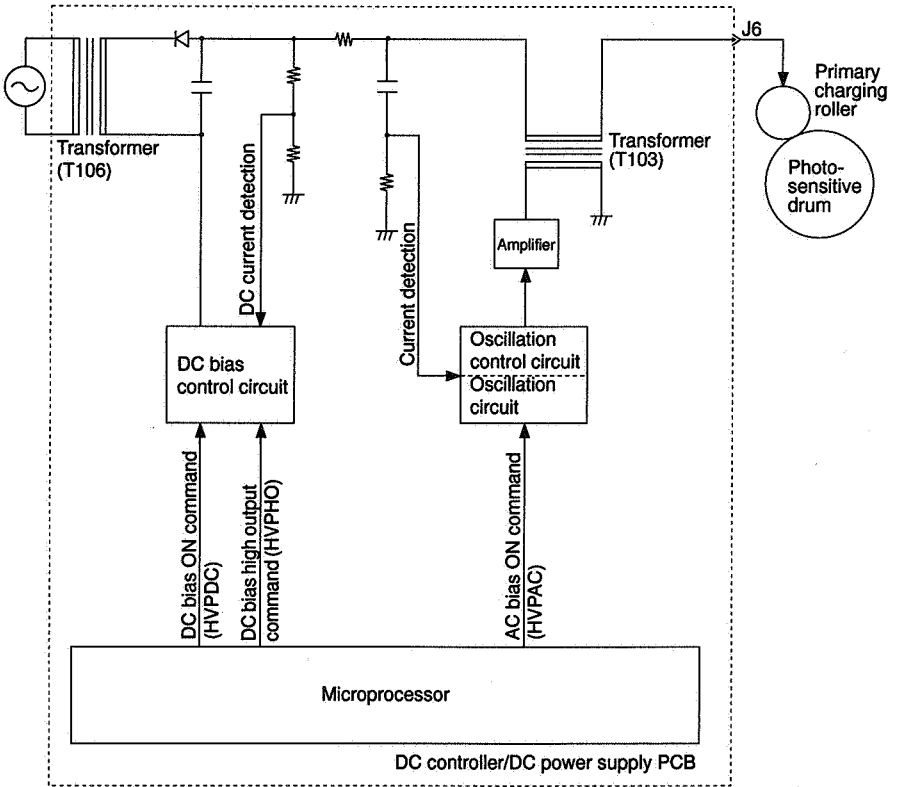 J6
Primary
charging
roller
Transformer
(T106)
Transformer
(T103)
Photo-
sensitive
drum
DC current detection
Current detection
Amplifier
DC bias
control circuit
Oscillation
control circuit
Oscillation
circuit
DC bias ON command
(HVPDC)
DC bias high output
command (HVPHO)
AC bias ON command
(HVPAC)
Microprocessor
DC controller/DC power supply PCB